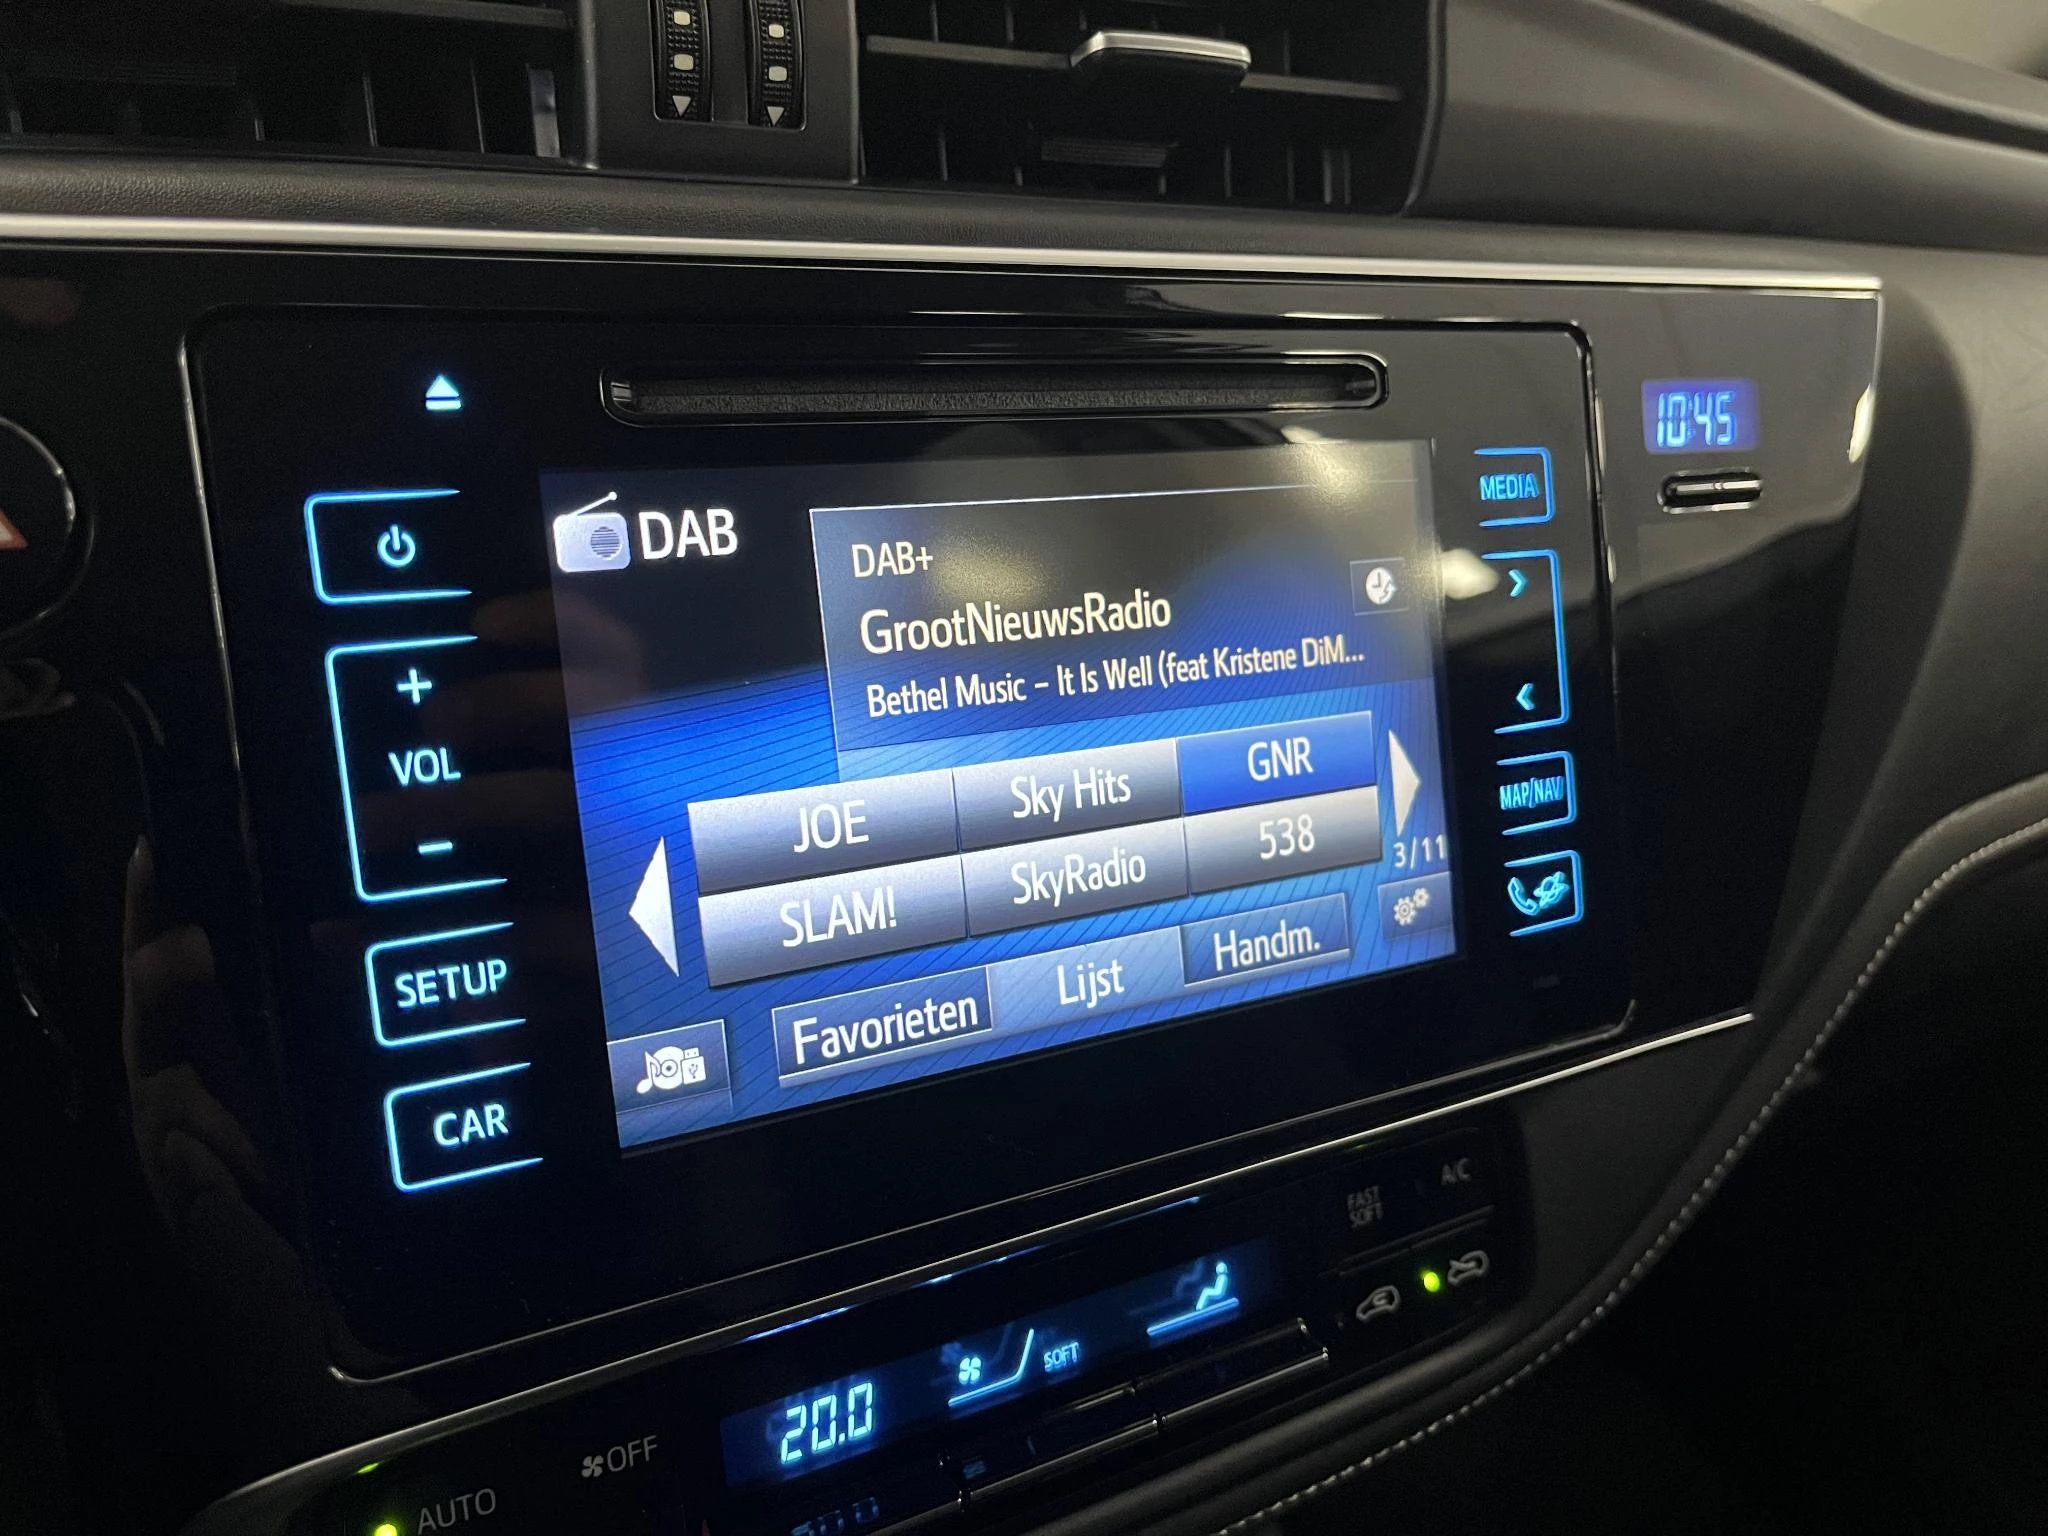 10:45
MEDIA
DAB
DAB+
GrootNieuwsRadio
Bethel Music – It Is Well (feat Kristene DiM...
VOL
JOE
Sky Hits
GNR
MAP/NAV
SLAM!
SkyRadio
538
3/11
SETUP
Favorieten
Lijst
Handm.
CAR
FAST
SOFT
A/C
SOFT
20.0
OFF
AUTO